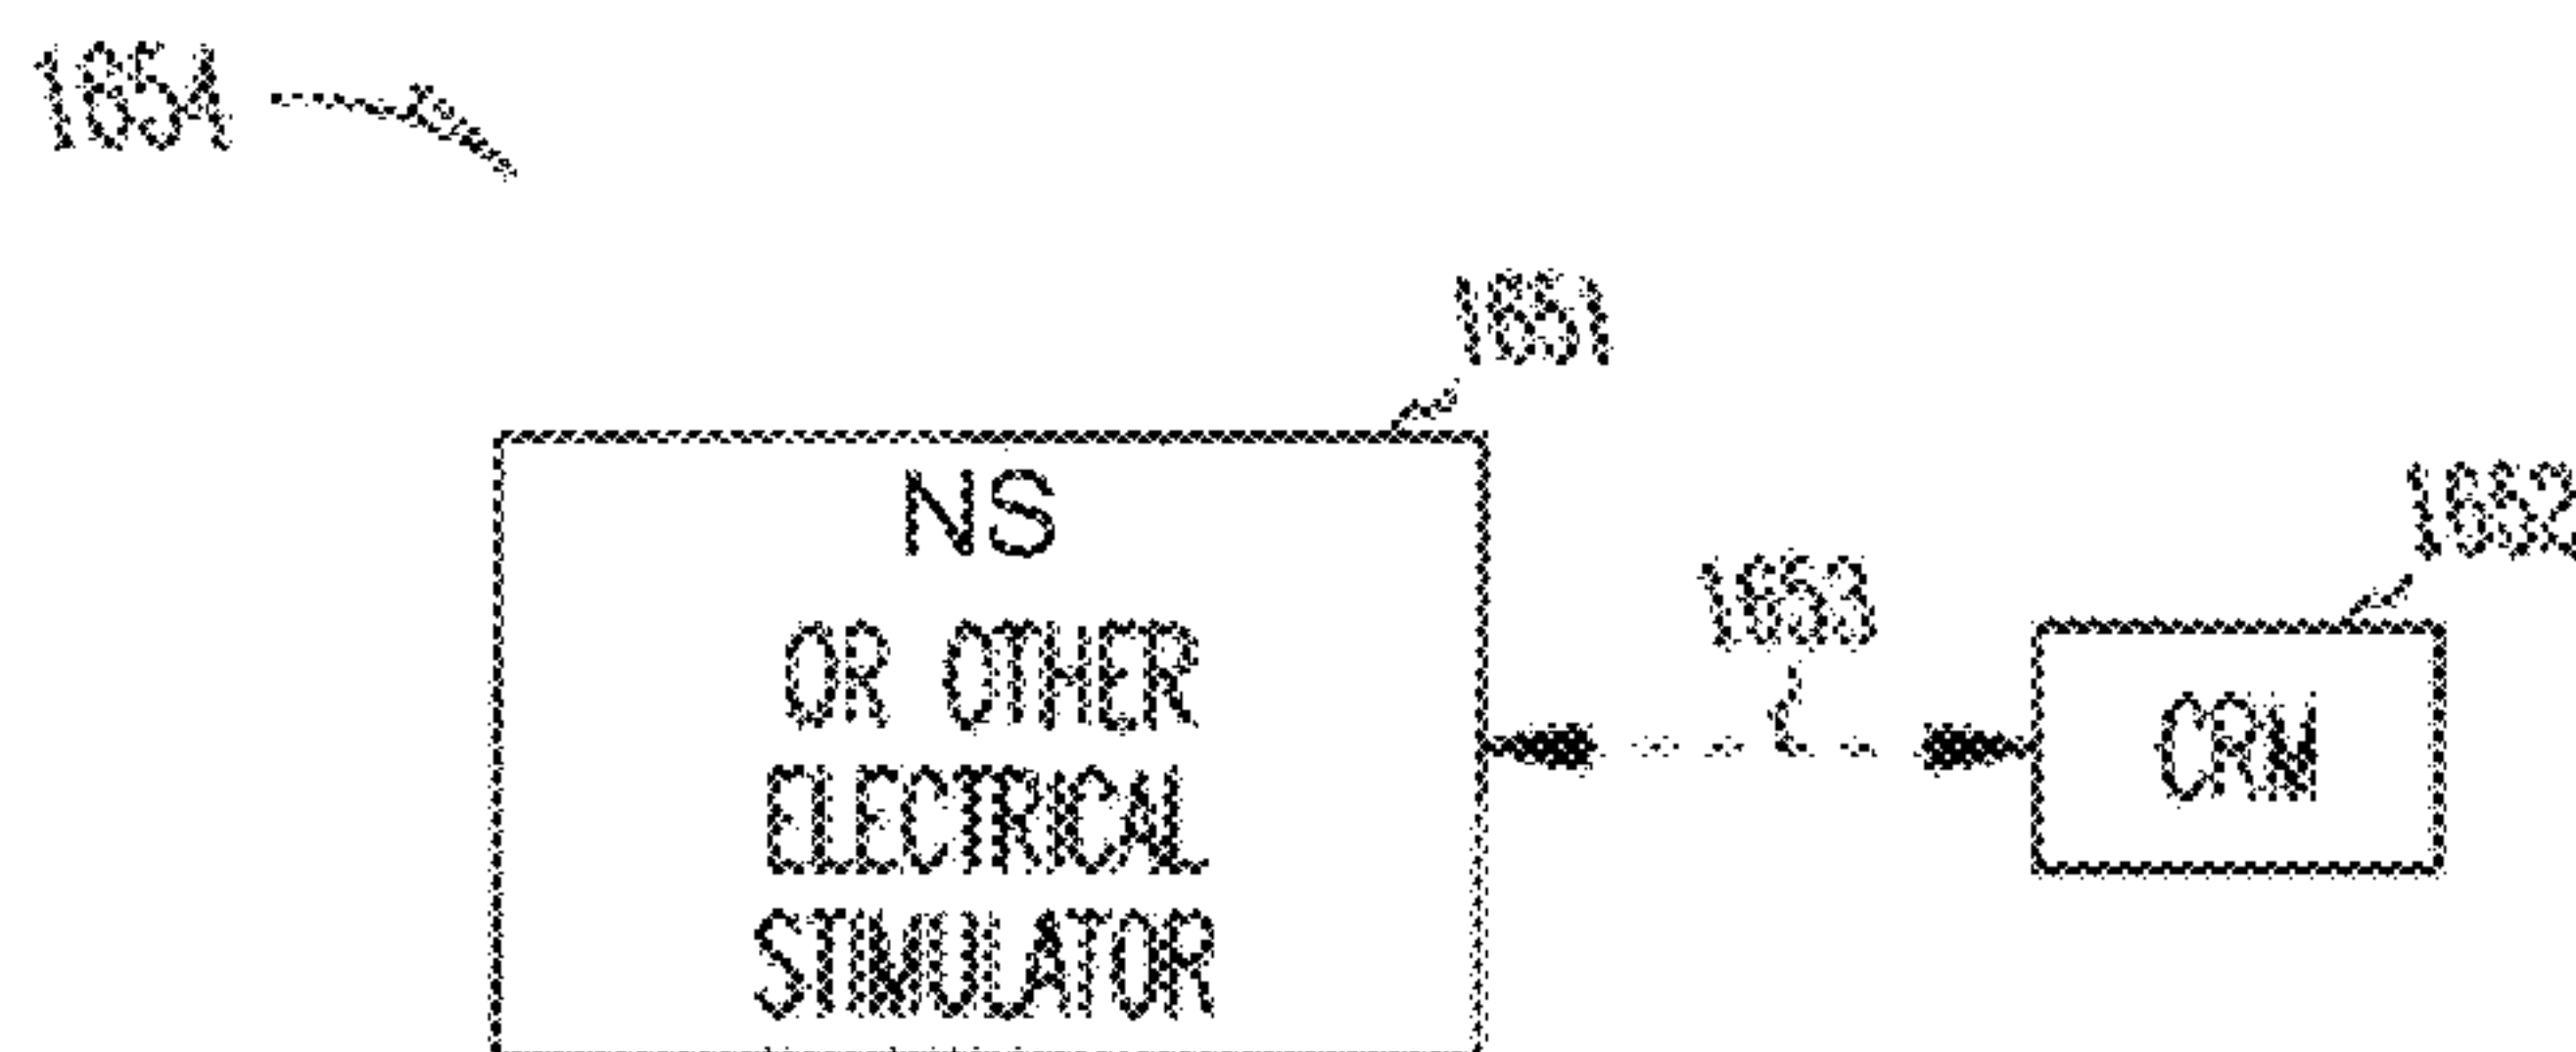 1654
1651
NS
OR OTHER
ELECTRICAL
STIMULATOR
1653
1652
CRM